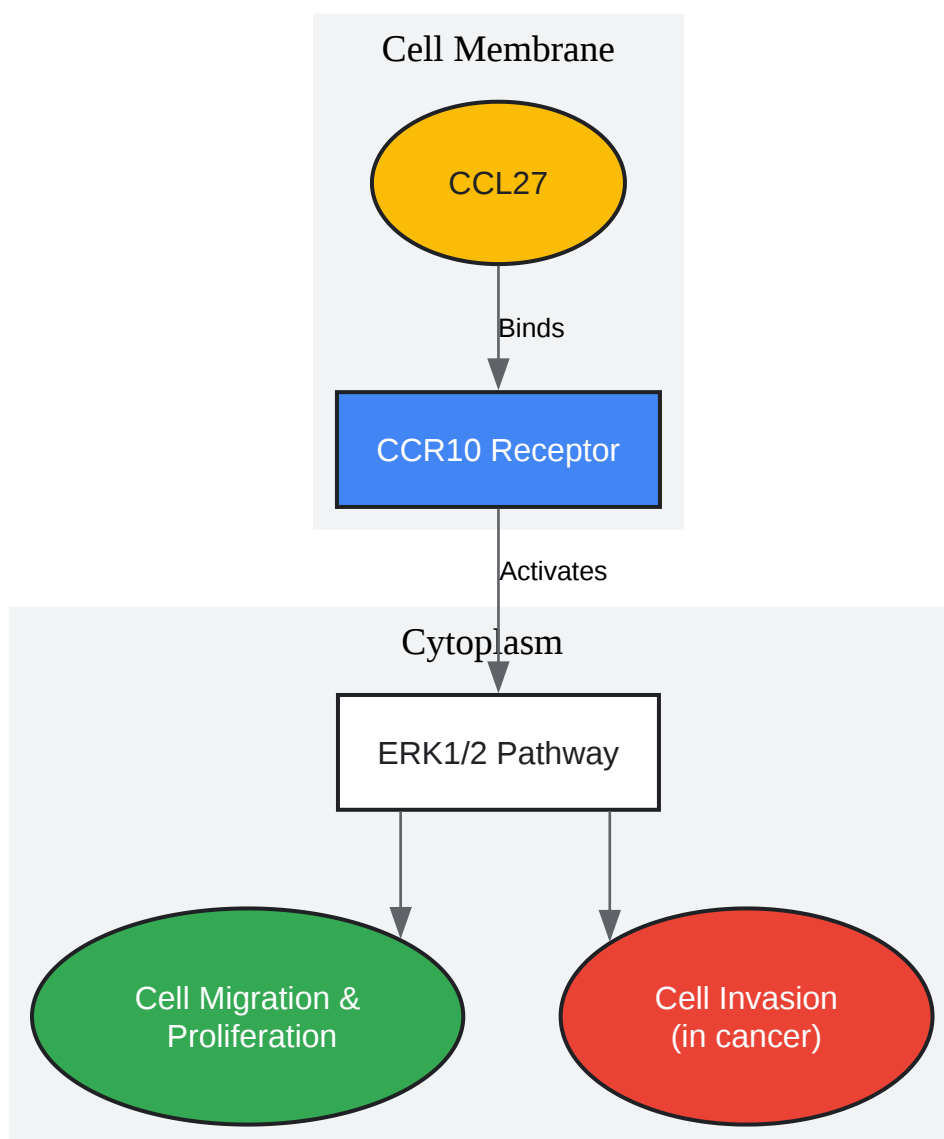 Cell Membrane
CCL27
Binds
CCR10 Receptor
Activates
Cytoplasm
ERK1/2 Pathway
Cell Migration &
Proliferation
Cell Invasion
(in cancer)